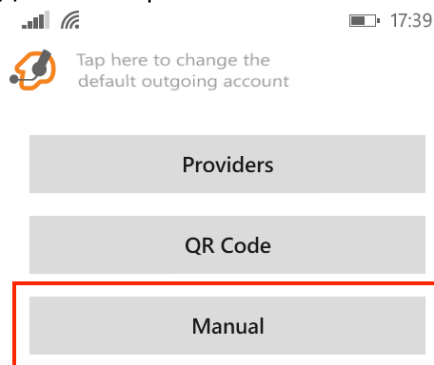 17:39
Tap here to change the
default outgoing account
Providers
QR Code
Manual